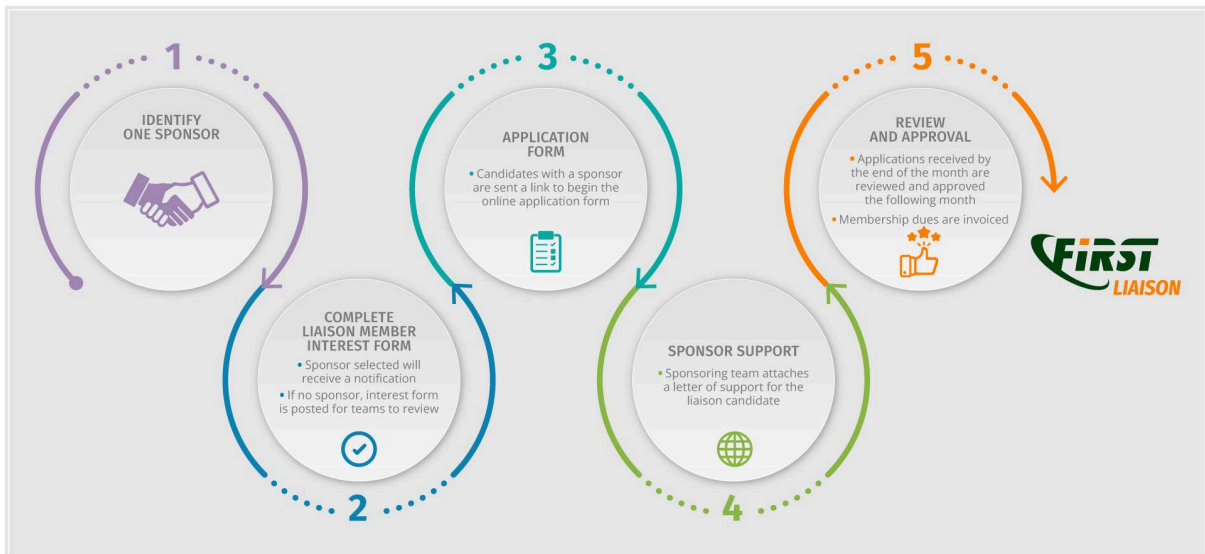 1
IDENTIFY
ONE SPONSOR
2
COMPLETE
LIAISON MEMBER
INTEREST FORM
• Sponsor selected will
receive a notification
• If no sponsor, interest form
is posted for teams to review
3
APPLICATION
FORM
• Candidates with a sponsor
are sent a link to begin the
online application form
4
SPONSOR SUPPORT
• Sponsoring team attaches
a letter of support for the
liaison candidate
5
REVIEW
AND APPROVAL
• Applications received by
the end of the month are
reviewed and approved
the following month
• Membership dues are invoiced
FiRST
LIAISON